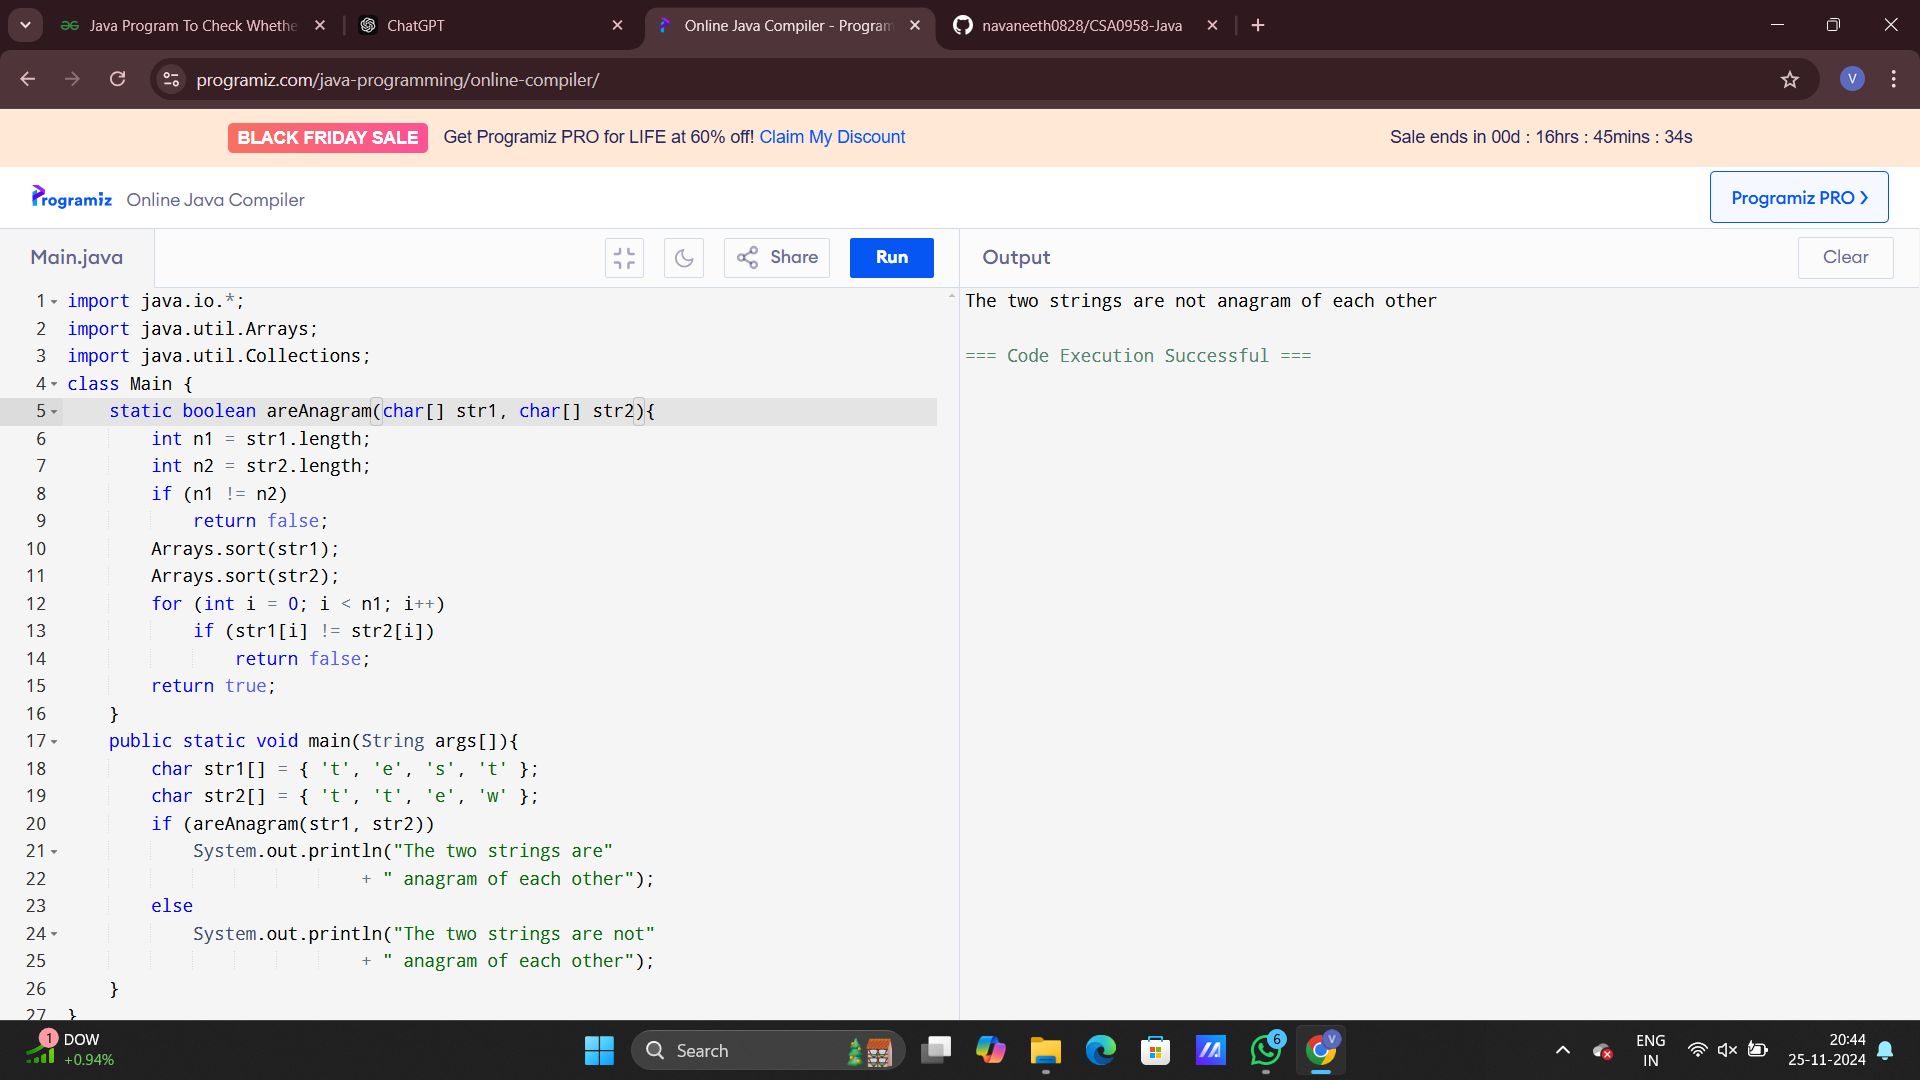 Java Program To Check Whethe
ChatGPT
Online Java Compiler - Program
navaneeth0828/CSA0958-Java
programiz.com/java-programming/online-compiler/
V
BLACK FRIDAY SALE Get Programiz PRO for LIFE at 60% off! Claim My Discount
Sale ends in 00d : 16hrs : 45mins : 34s
Programiz Online Java Compiler
Programiz PRO
Main.java
Share
Run
Output
Clear
1 import java.io.*;
2 import java.util.Arrays;
3 import java.util.Collections;
4 class Main {
5 static boolean areAnagram(char[] str1, char[] str2){
6 int n1 = str1.length;
7 int n2 = str2.length;
8 if (n1 != n2)
9 return false;
10 Arrays.sort(str1);
11 Arrays.sort(str2);
12 for (int i = 0; i < n1; i++)
13 if (str1[i] != str2[i])
14 return false;
15 return true;
16 }
17 public static void main(String args[]){
18 char str1[] = { 't', 'e', 's', 't' };
19 char str2[] = { 't', 't', 'e', 'w' };
20 if (areAnagram(str1, str2))
21 System.out.println("The two strings are"
22 + " anagram of each other");
23 else
24 System.out.println("The two strings are not"
25 + " anagram of each other");
26 }
27 }
The two strings are not anagram of each other
=== Code Execution Successful ===
1
DOW
+0.94%
Search
6
V
ENG
IN
20:44
25-11-2024